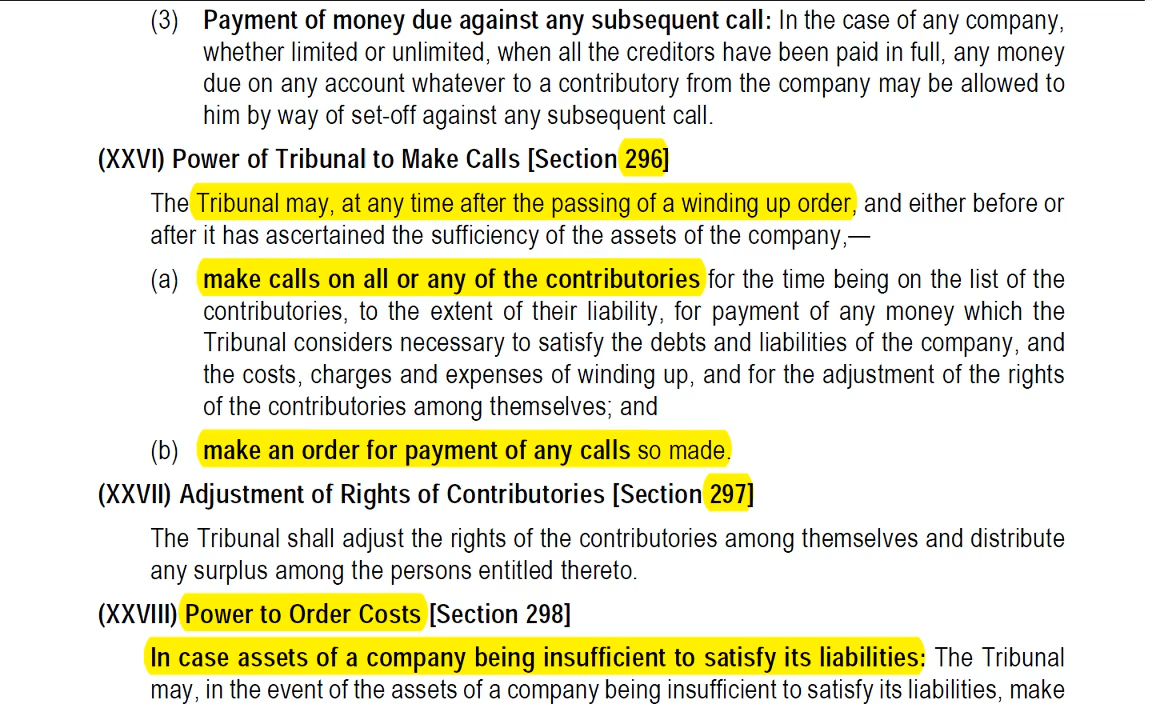 (3) Payment of money due against any subsequent call: In the case of any company,
whether limited or unlimited, when all the creditors have been paid in full, any money
due on any account whatever to a contributory from the company may be allowed to
him by way of set-off against any subsequent call.
(XXVI) Power of Tribunal to Make Calls [Section 296]
The Tribunal may, at any time after the passing of a winding up order, and either before or
after it has ascertained the sufficiency of the assets of the company,—
(a) make calls on all or any of the contributories for the time being on the list of the
contributories, to the extent of their liability, for payment of any money which the
Tribunal considers necessary to satisfy the debts and liabilities of the company, and
the costs, charges and expenses of winding up, and for the adjustment of the rights
of the contributories among themselves; and
(b) make an order for payment of any calls so made.
(XXVII) Adjustment of Rights of Contributories [Section 297]
The Tribunal shall adjust the rights of the contributories among themselves and distribute
any surplus among the persons entitled thereto.
(XXVIII) Power to Order Costs [Section 298]
In case assets of a company being insufficient to satisfy its liabilities: The Tribunal
may, in the event of the assets of a company being insufficient to satisfy its liabilities, make